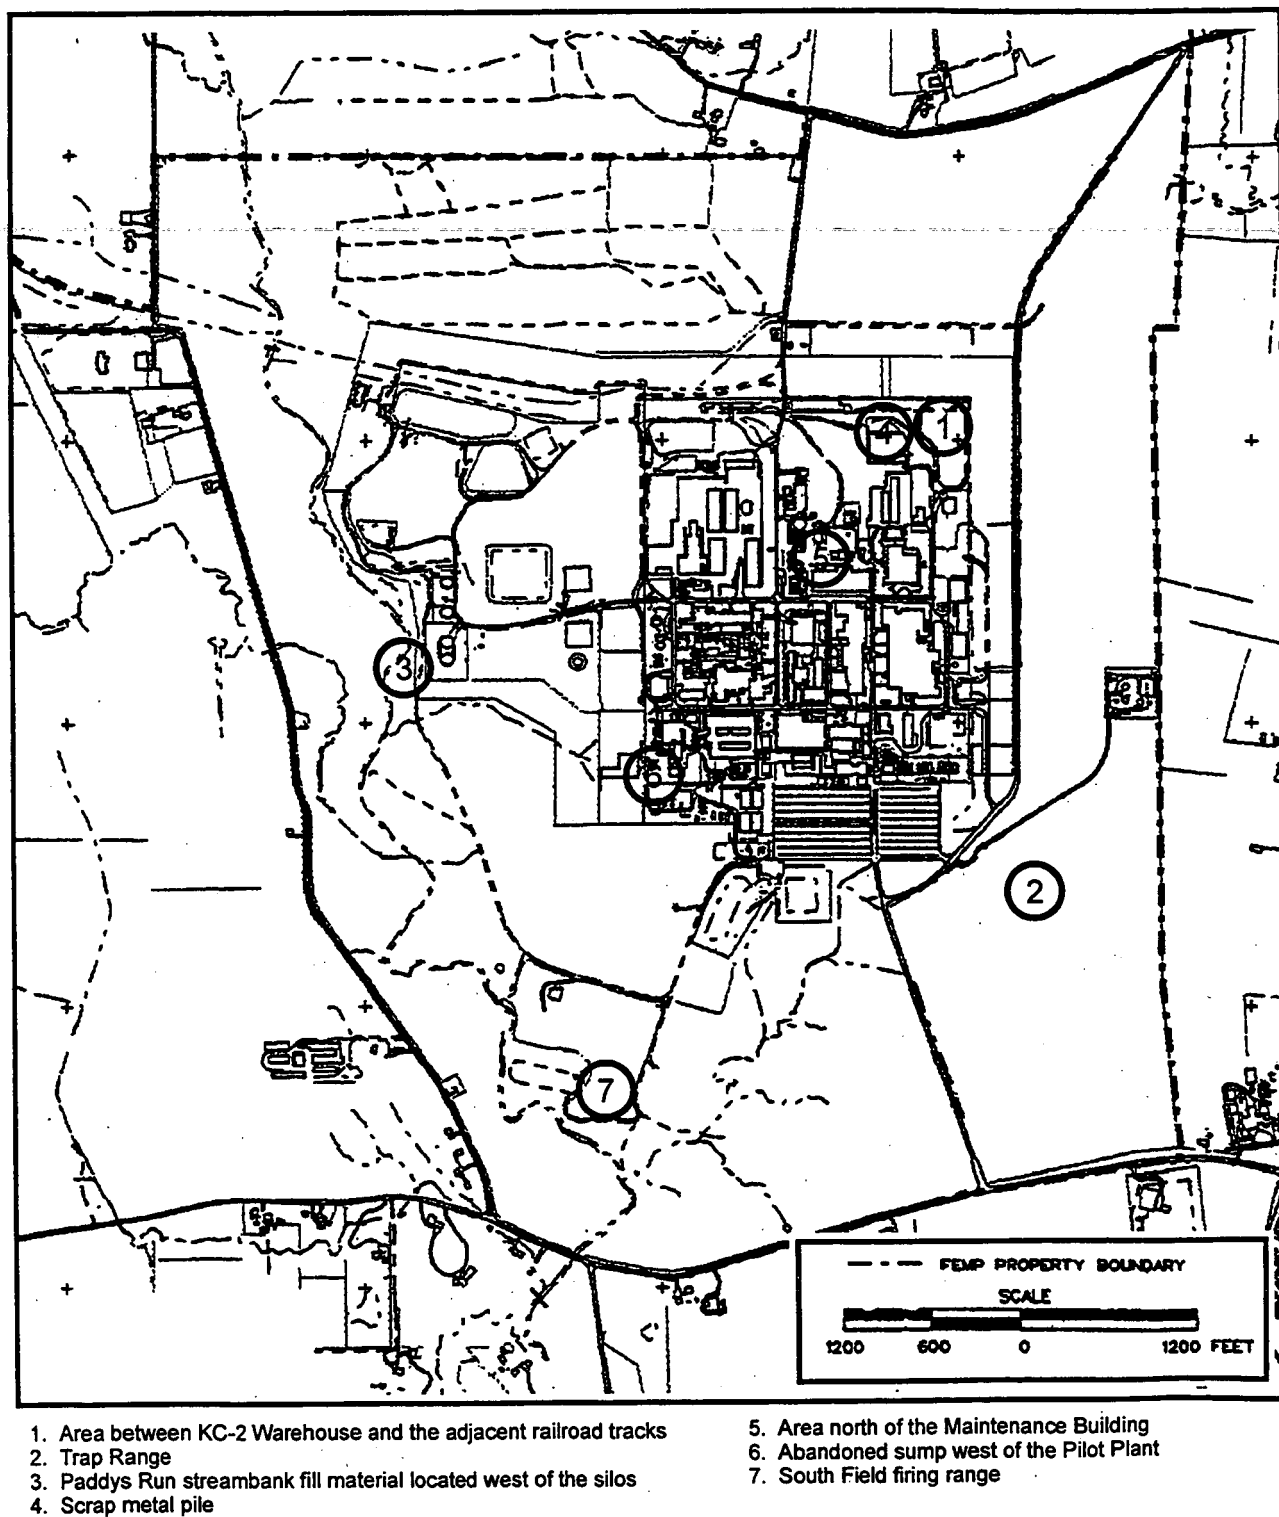 4
1
5
3
6
2
7
FEMP PROPERTY BOUNDARY
SCALE
1200 600 0 1200 FEET
1. Area between KC-2 Warehouse and the adjacent railroad tracks
2. Trap Range
3. Paddys Run streambank fill material located west of the silos
4. Scrap metal pile
5. Area north of the Maintenance Building
6. Abandoned sump west of the Pilot Plant
7. South Field firing range